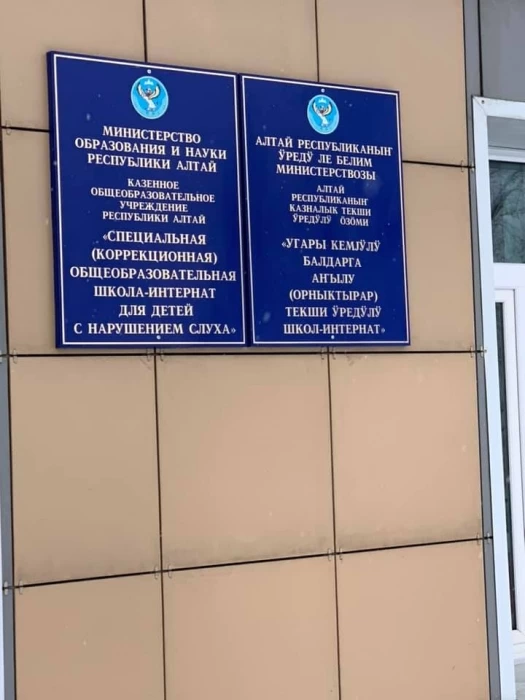 МИНИСТЕРСТВО
ОБРАЗОВАНИЯ И НАУКИ
РЕСПУБЛИКИ АЛТАЙ
КАЗЕННОЕ
ОБЩЕОБРАЗОВАТЕЛЬНОЕ
УЧРЕЖДЕНИЕ
РЕСПУБЛИКИ АЛТАЙ
«СПЕЦИАЛЬНАЯ
(КОРРЕКЦИОННАЯ)
ОБЩЕОБРАЗОВАТЕЛЬНАЯ
ШКОЛА-ИНТЕРНАТ
ДЛЯ ДЕТЕЙ
С НАРУШЕНИЕМ СЛУХА»
АЛТАЙ РЕСПУБЛИКАНЫҤ
ӰРЕДӰ ЛЕ БЕЛИМ
МИНИСТЕРСТВОЗЫ
АЛТАЙ
РЕСПУБЛИКАНЫҤ
КАЗНАЛЫК ТЕКШИ
ӰРЕДӰЛӰ ӦЗӦМИ
«УГАРЫ КЕМJӰЛӰ
БАЛДАРГА
АҤЫЛУ
(ОРНЫКТЫРАР)
ТЕКШИ ӰРЕДӰЛӰ
ШКОЛ-ИНТЕРНАТ»